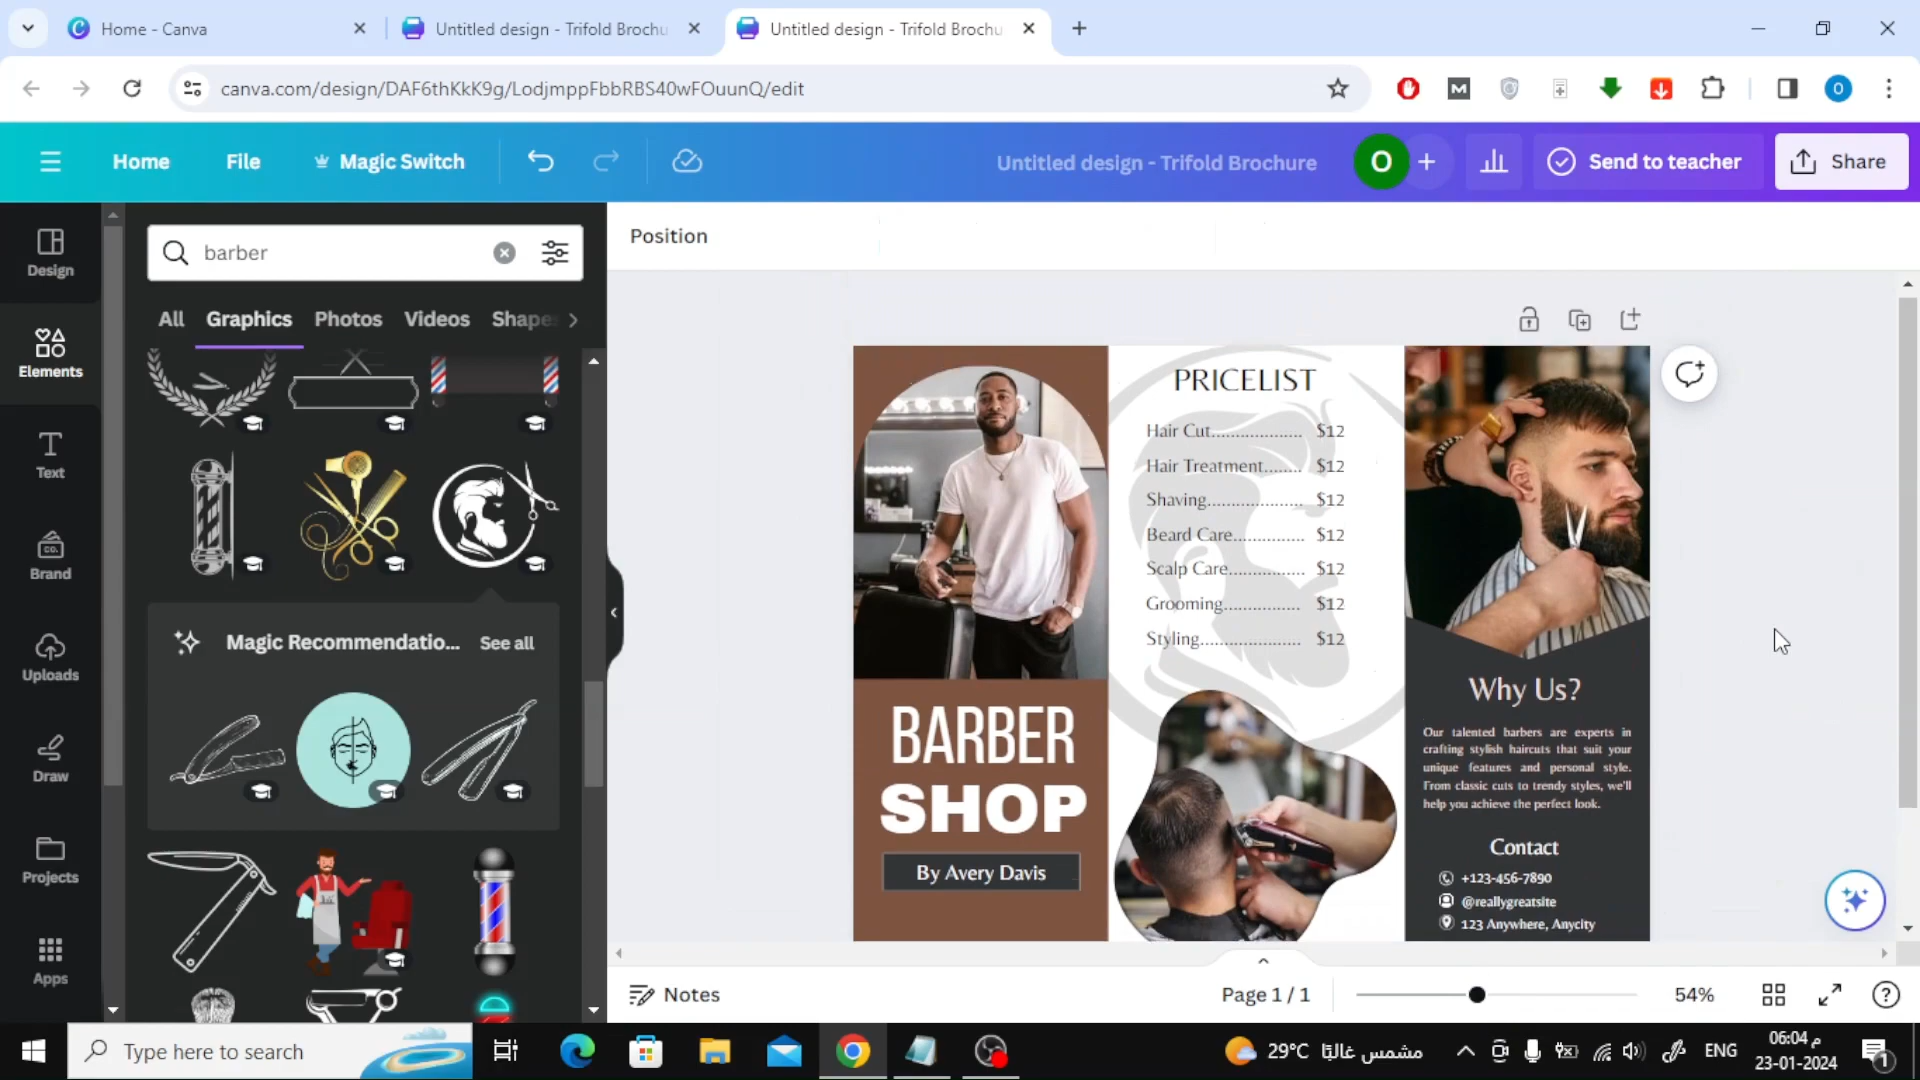 Home - Canva
Untitled design - Trifold Brochu
Untitled design - Trifold Brochu
canva.com/design/DAF6thKkK9g/LodjmppFbbRBS40wFOuunQ/edit
Home
File
Magic Switch
Untitled design - Trifold Brochure
O
Send to teacher
Share
Design
Elements
Text
Brand
Uploads
Draw
Projects
Apps
barber
All
Graphics
Photos
Videos
Shapes
Magic Recommendatio...
See all
Position
BARBER
SHOP
By Avery Davis
PRICELIST
Hair Cut.................. $12
Hair Treatment........ $12
Shaving..................... $12
Beard Care............... $12
Scalp Care................ $12
Grooming................ $12
Styling..................... $12
Why Us?
Our talented barbers are experts in
crafting stylish haircuts that suit your
unique features and personal style.
From classic cuts to trendy styles, we'll
help you achieve the perfect look.
Contact
+123-456-7890
@reallygreatsite
123 Anywhere, Anycity
Notes
Page 1 / 1
54%
Type here to search
29°C
مشمس غالبًا
ENG
06:04 م
23-01-2024
1